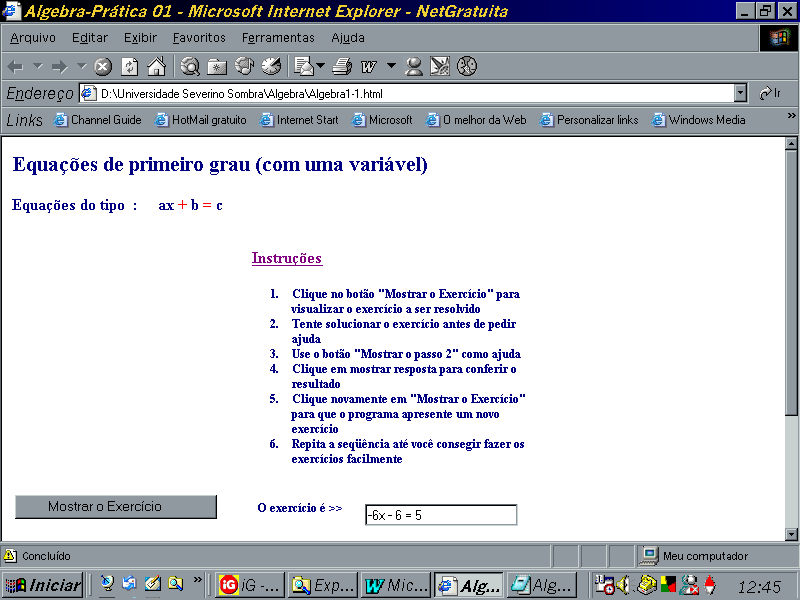 Algebra-Prática 01 - Microsoft Internet Explorer - NetGratuita
Arquivo Editar Exibir Favoritos Ferramentas Ajuda
Endereço D:\Universidade Severino Sombra\Algebra\Algebra1-1.html Ir
Links Channel Guide HotMail gratuito Internet Start Microsoft O melhor da Web Personalizar links Windows Media »
Equações de primeiro grau (com uma variável)
Equações do tipo : ax + b = c
Instruções
1. Clique no botão "Mostrar o Exercício" para
visualizar o exercício a ser resolvido
2. Tente solucionar o exercício antes de pedir
ajuda
3. Use o botão "Mostrar o passo 2" como ajuda
4. Clique em mostrar resposta para conferir o
resultado
5. Clique novamente em "Mostrar o Exercício"
para que o programa apresente um novo
exercício
6. Repita a seqüência até você consegir fazer os
exercícios facilmente
Mostrar o Exercício O exercício é >> -6x - 6 = 5
Concluído Meu computador
Iniciar » iG iG -... Exp... W Mic... Alg... Alg... 12:45